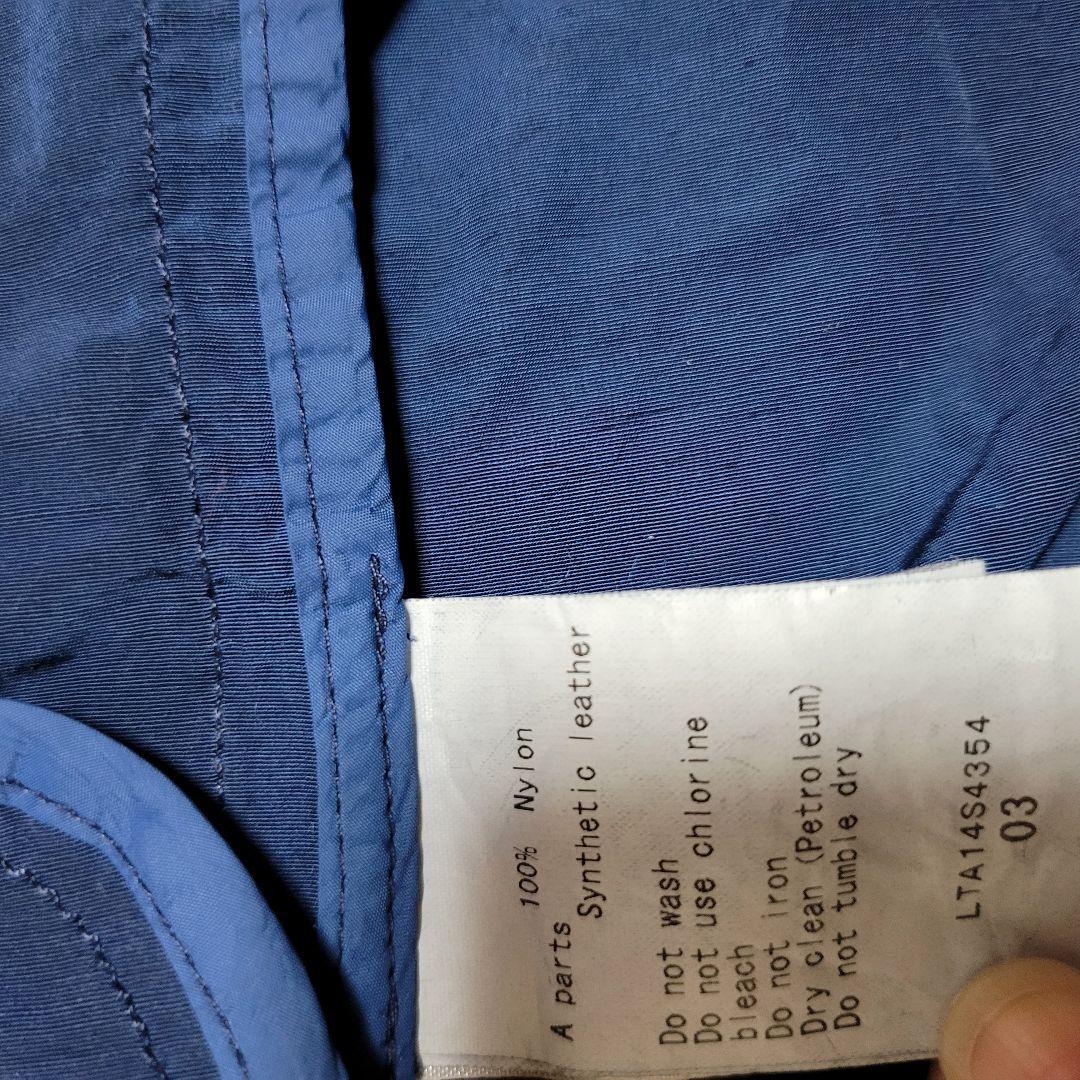 100% Nylon
A parts
Synthetic leather
Do not wash
Do not use chlorine
bleach
Do not iron
Dry clean (Petroleum)
Do not tumble dry
LTA14S4354
03